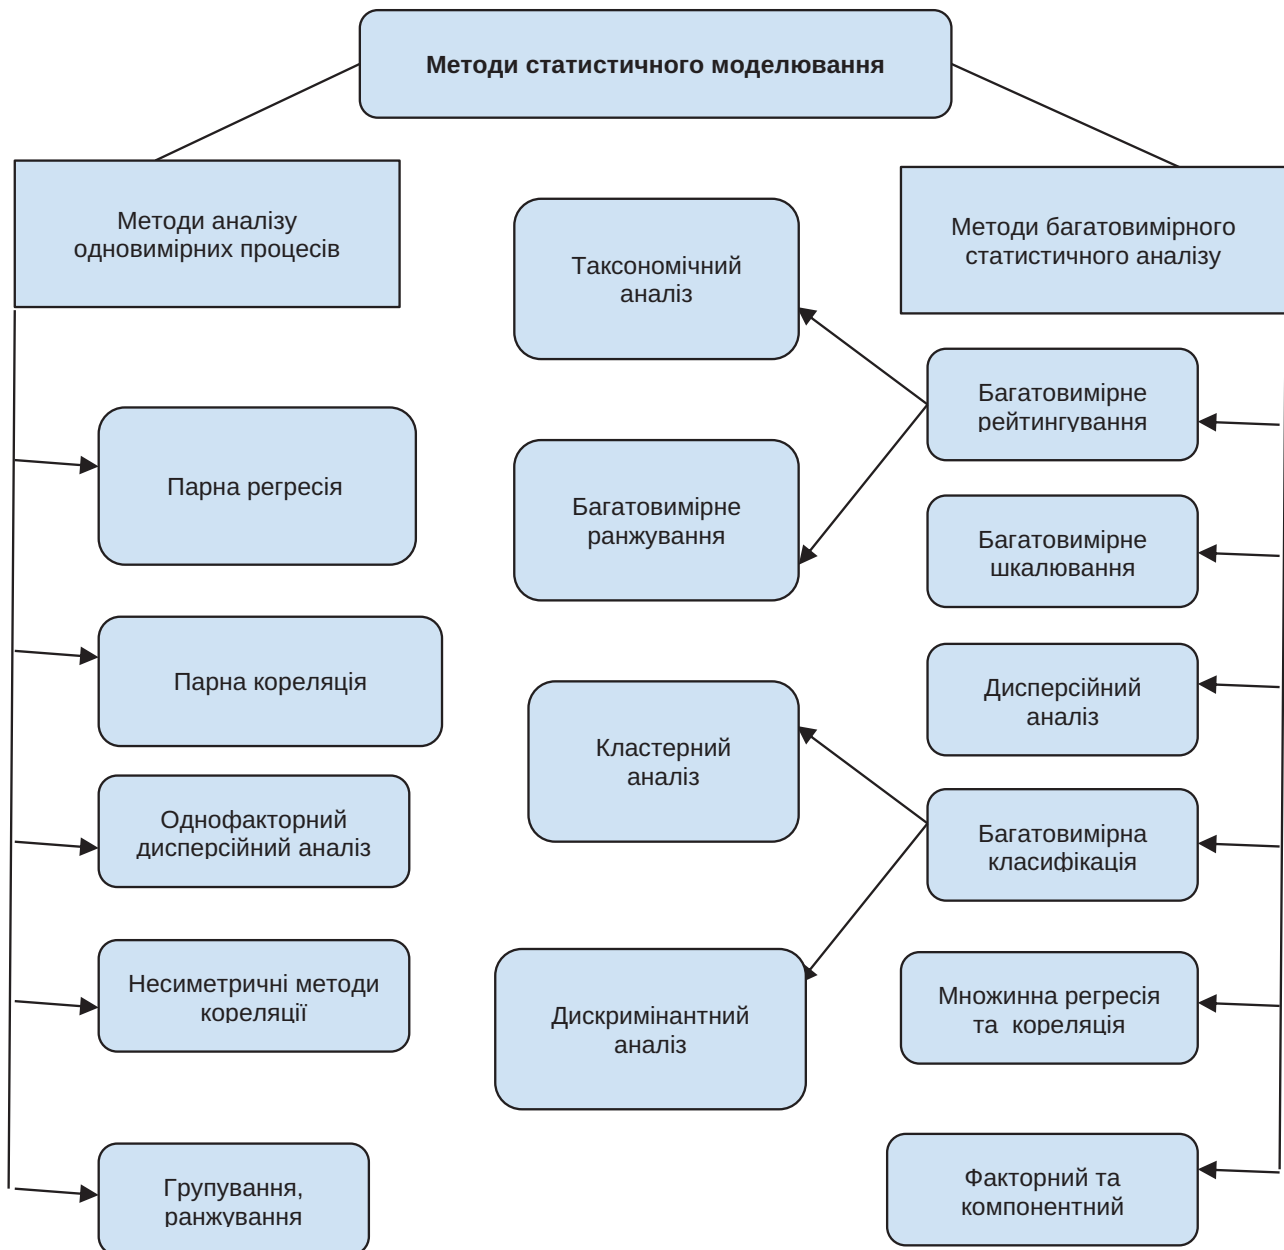 Методи статистичного моделювання
Методи аналізу
одновимірних процесів
Методи багатовимірного
статистичного аналізу
Таксономічний
аналіз
Багатовимірне
рейтингування
Парна регресія
Багатовимірне
ранжування
Багатовимірне
шкалювання
Парна кореляція
Дисперсійний
аналіз
Кластерний
аналіз
Однофакторний
дисперсійний аналіз
Багатовимірна
класифікація
Несиметричні методи
кореляції
Дискримінантний
аналіз
Множинна регресія
та  кореляція
Групування,
ранжування
Факторний та
компонентний